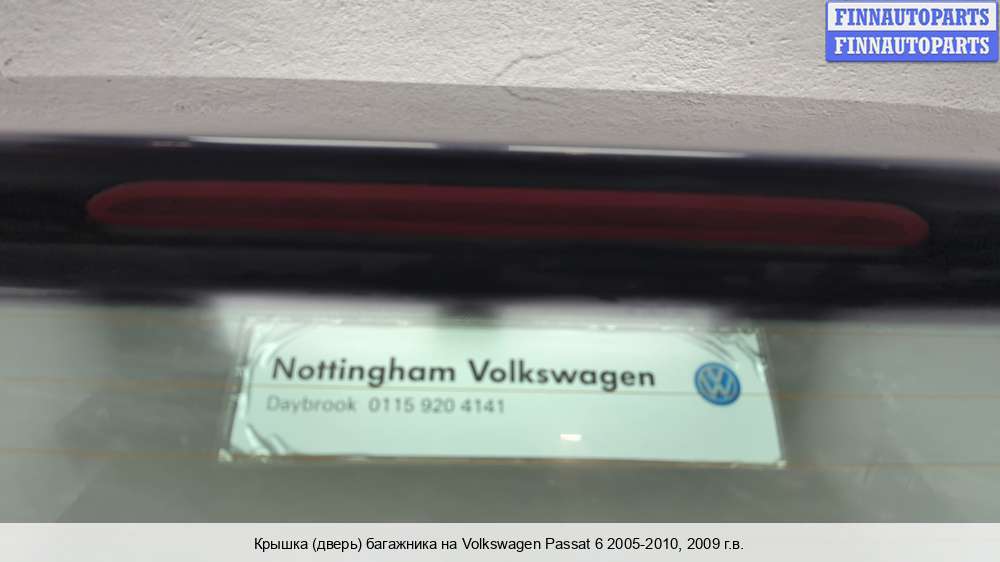 FINNAUTOPARTS
FINNAUTOPARTS
Nottingham Volkswagen
Daybrook 0115 920 4141
Крышка (дверь) багажника на Volkswagen Passat 6 2005-2010, 2009 г.в.